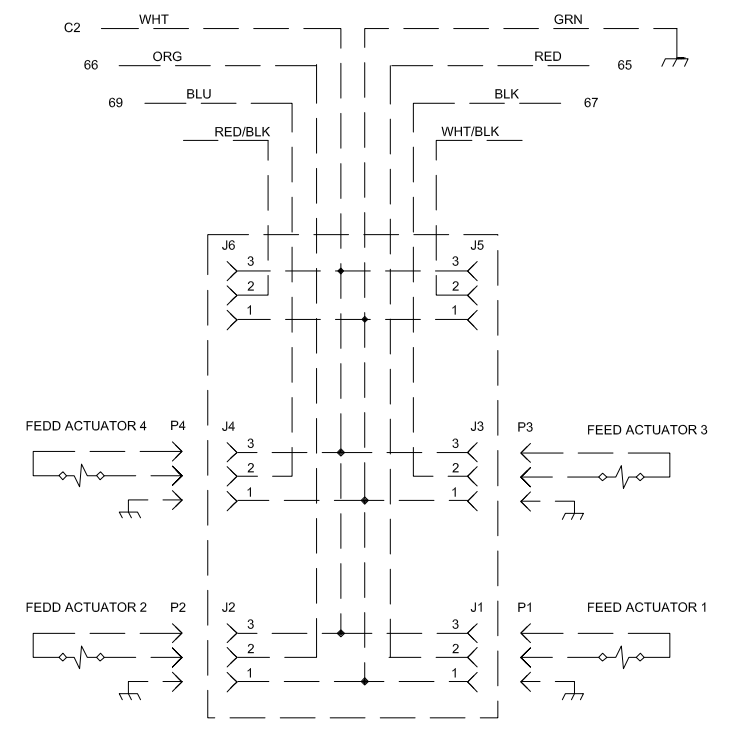 C2 WHT GRN
66 ORG RED 65
69 BLU BLK 67
RED/BLK WHT/BLK
J6 J5
3 3
2 2
1 1
FEDD ACTUATOR 4 P4 J4 J3 P3 FEED ACTUATOR 3
3 3
2 2
1 1
FEDD ACTUATOR 2 P2 J2 J1 P1 FEED ACTUATOR 1
3 3
2 2
1 1